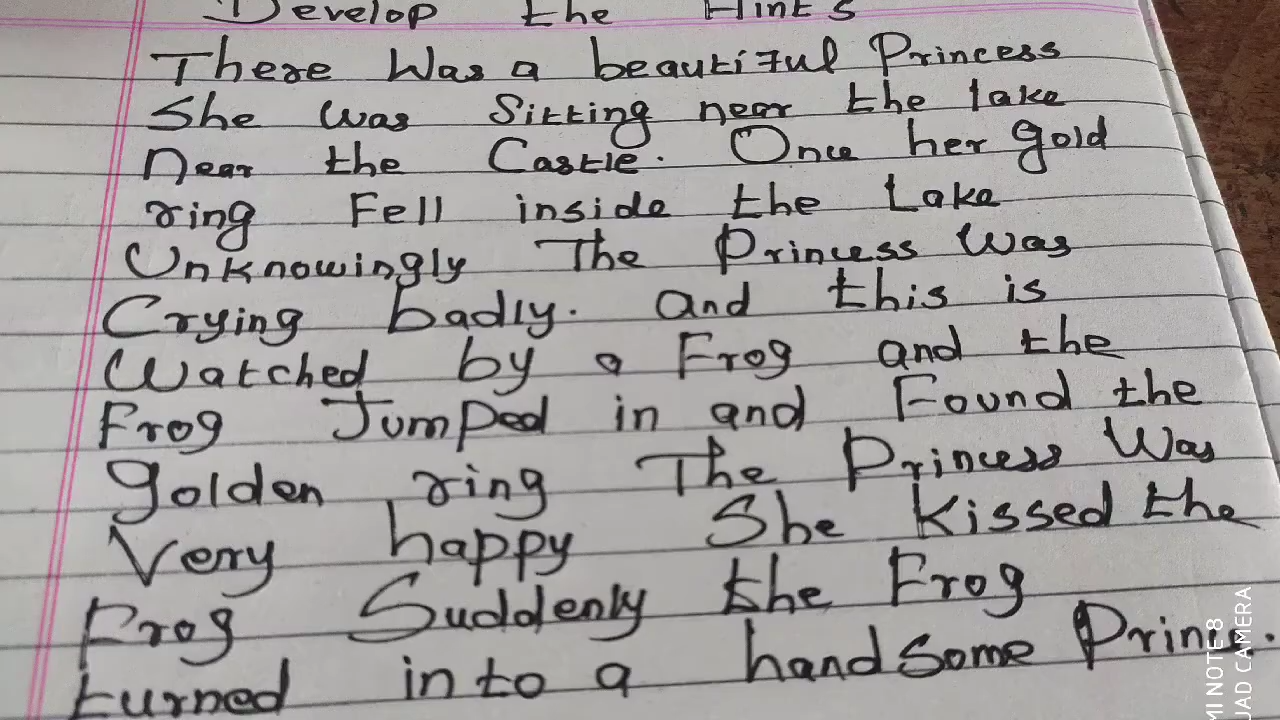 Develop the Hints
There Was a beautiful Princess
She was Sitting near the lake
near the Castle. Once her gold
ring Fell inside the Lake
Unknowingly The Princess Was
Crying badly. and this is
Watched by a Frog and the
Frog Jumped in and Found the
golden ring The Princess Was
Very happy She kissed the
Frog Suddenly the Frog
turned into a handsome Prince.
MI NOTE 8
UAD CAMERA